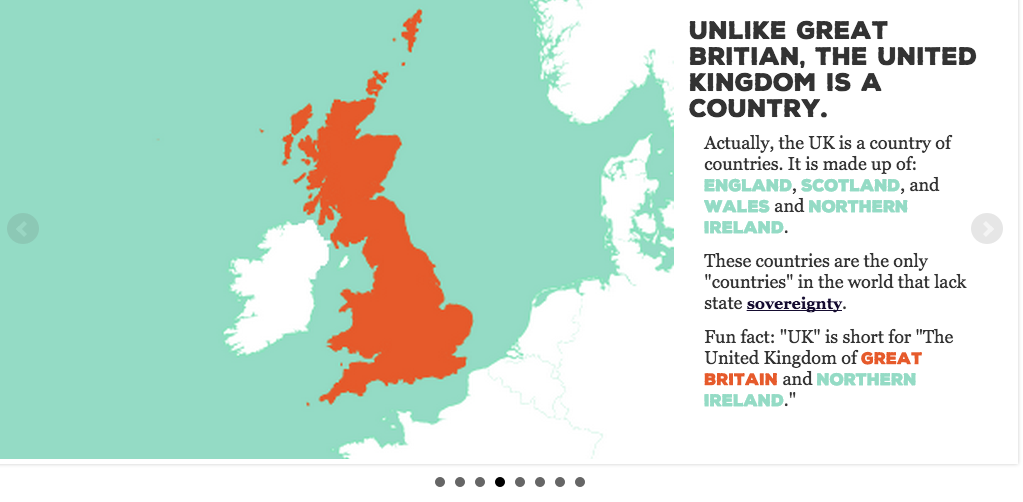 UNLIKE GREAT
BRITIAN, THE UNITED
KINGDOM IS A
COUNTRY.
Actually, the UK is a country of
countries. It is made up of:
ENGLAND, SCOTLAND, and
WALES and NORTHERN
IRELAND.
These countries are the only
"countries" in the world that lack
state sovereignty.
Fun fact: "UK" is short for "The
United Kingdom of GREAT
BRITAIN and NORTHERN
IRELAND."